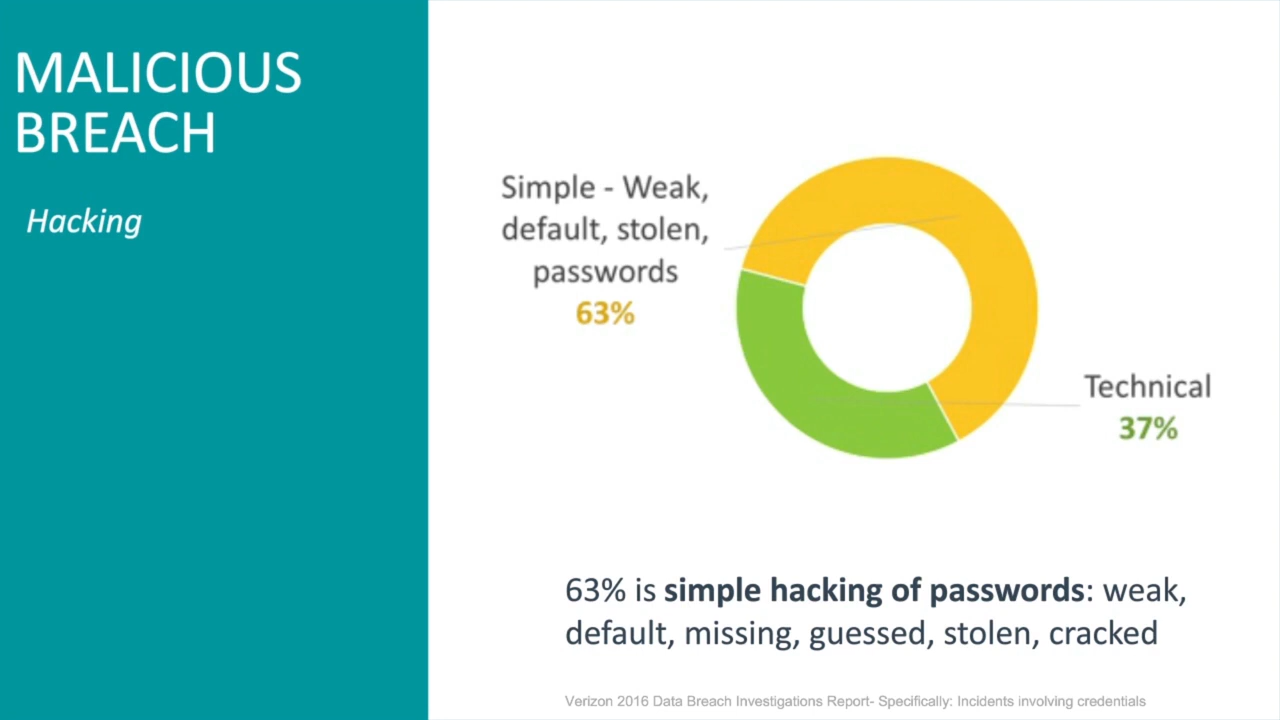 MALICIOUS
BREACH
Hacking
Simple - Weak,
default, stolen,
passwords
63%
Technical
37%
63% is simple hacking of passwords: weak,
default, missing, guessed, stolen, cracked
Verizon 2016 Data Breach Investigations Report- Specifically: Incidents involving credentials